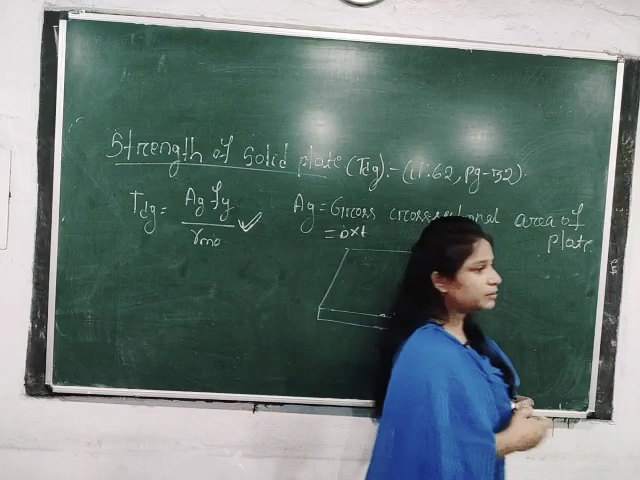 Strength of Solid plate (Tdg):- (cl:6.2, pg-32).
Tdg = Ag fy / γmo ✓
Ag = Gross cross-sectional area of plate
= b×t